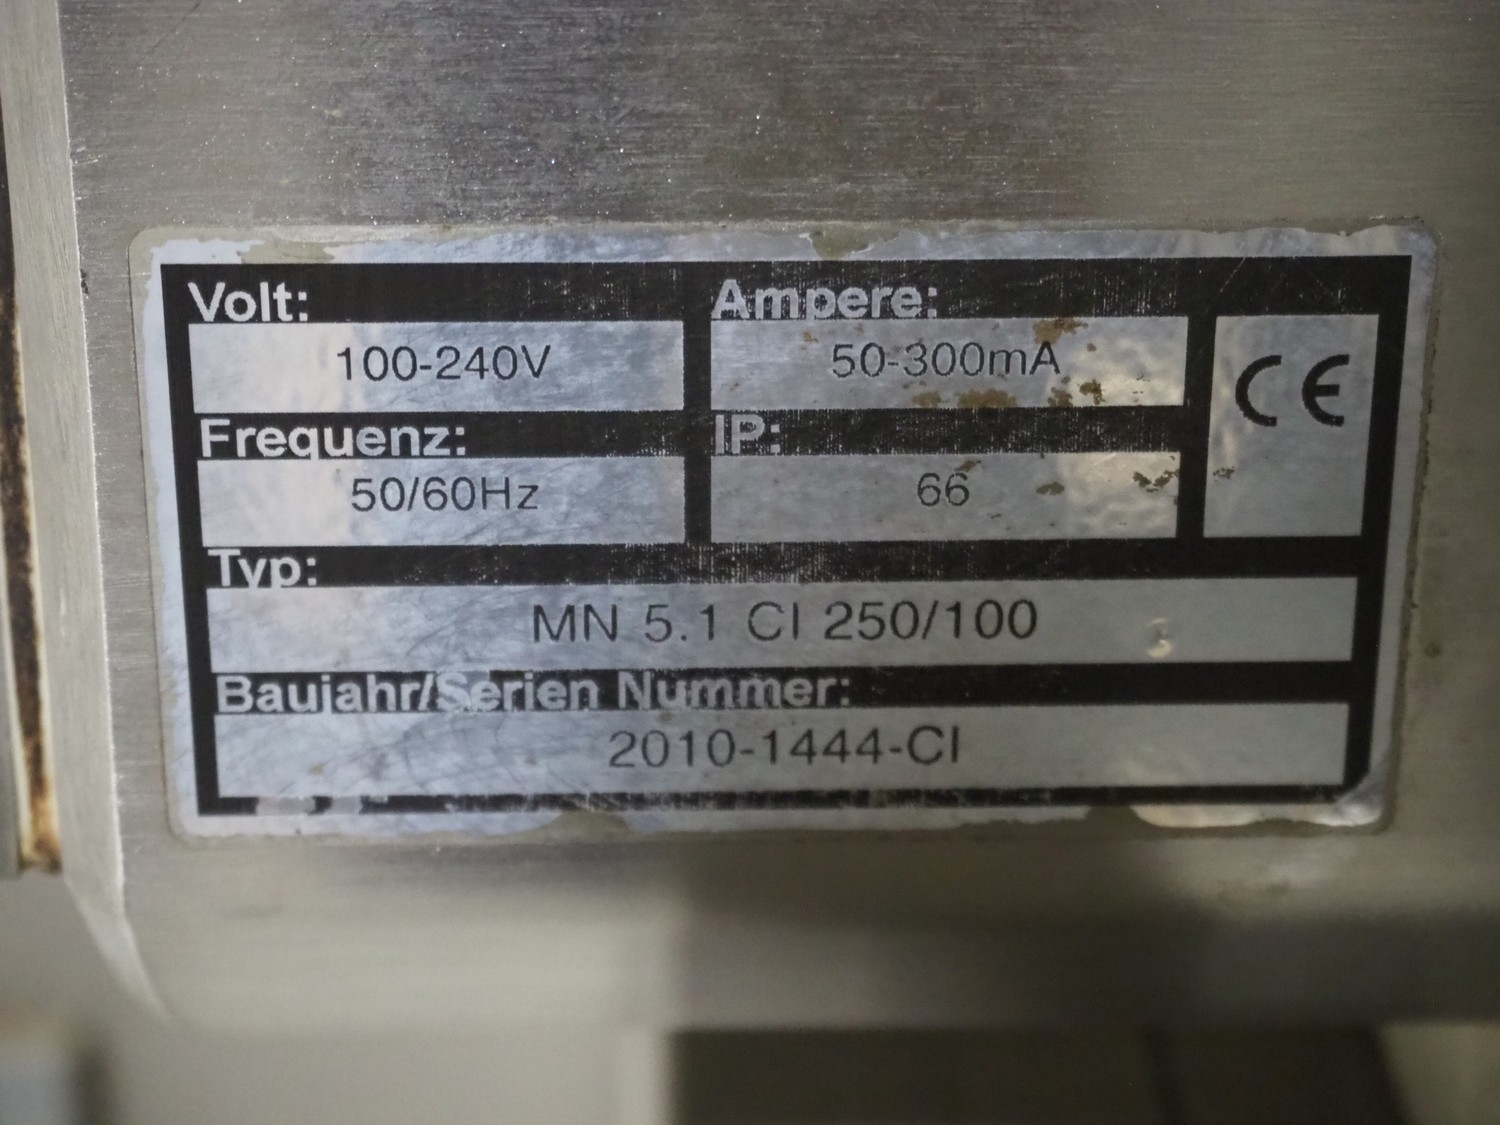 Volt: Ampere:
100-240V 50-300mA
CE
Frequenz: IP:
50/60Hz 66
Typ:
MN 5.1 CI 250/100
Baujahr/Serien Nummer:
2010-1444-CI